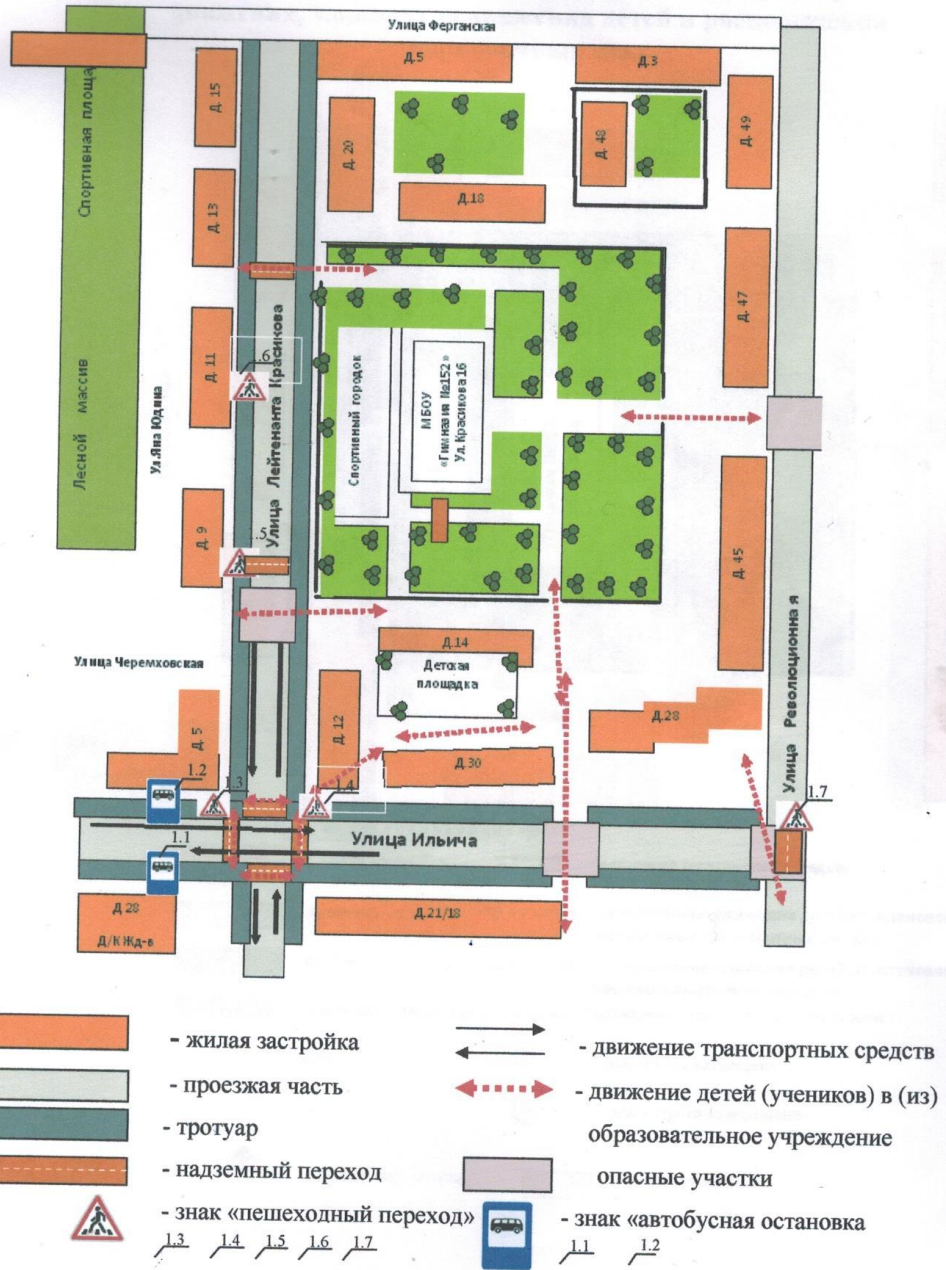 Улица Ферганская
Спортивная площа
Д. 15
Д.5
Д.3
Д. 20
Д. 48
Д. 49
Д.18
Д. 13
Лесной массив
Ул.Яна Юдина
Д. 11
1.6
Улица Лейтенанта Красикова
Спортивный городок
МБОУ
«Гимназия №152»
Ул. Красикова 16
Д. 47
Д. 9
1.5
Д. 45
Улица Черемховская
Д.14
Детская
площадка
Д. 5
Д. 12
Д.28
Улица Революционная
1.2
1.3
1.4
Д.30
1.7
1.1
Улица Ильича
Д 28
Д/К Жд-в
Д.21/18
- жилая застройка
- проезжая часть
- тротуар
- надземный переход
- знак «пешеходный переход»
1.3 1.4 1.5 1.6 1.7
- движение транспортных средств
- движение детей (учеников) в (из)
образовательное учреждение
опасные участки
- знак «автобусная остановка
1.1 1.2